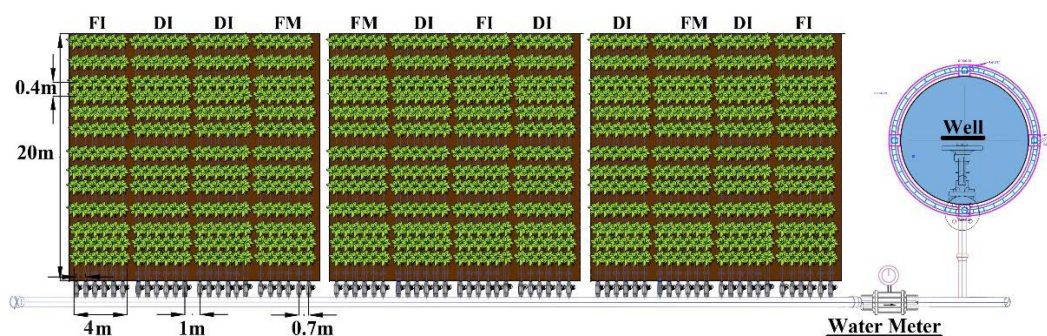 FI DI DI FM FM DI FI DI DI FM DI FI
0.4m
Well
20m
4m 1m 0.7m
Water Meter